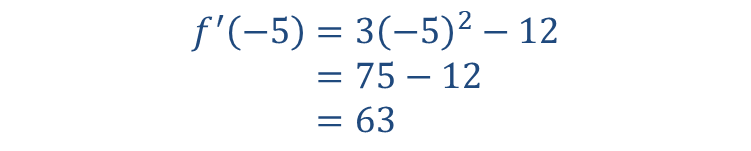 f′(−5) = 3(−5)² − 12
= 75 − 12
= 63